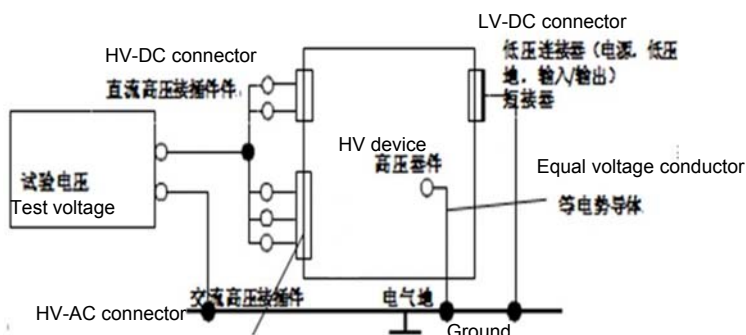 LV-DC connector
HV-DC connector
低压连接器（电源，低压
地，输入/输出）
短接器
直流高压接插件件
HV device
高压器件
Equal voltage conductor
等电势导体
试验电压
Test voltage
交流高压接插件
电气地
HV-AC connector
Ground